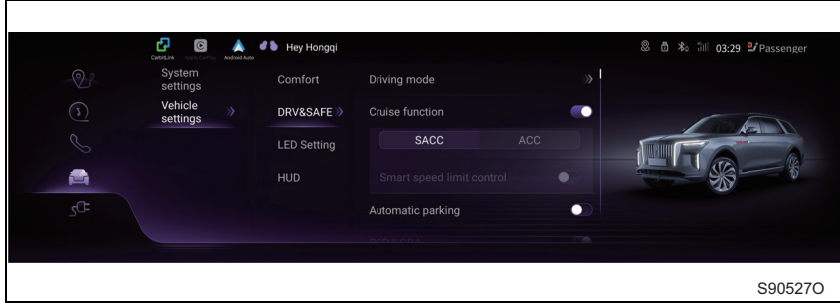 CarbitLink Apple CarPlay Android Auto Hey Hongqi 03:29 Passenger
System
settings
Vehicle
settings
Comfort
DRV&SAFE
LED Setting
HUD
Driving mode
Cruise function
SACC ACC
Smart speed limit control
Automatic parking
S90527O